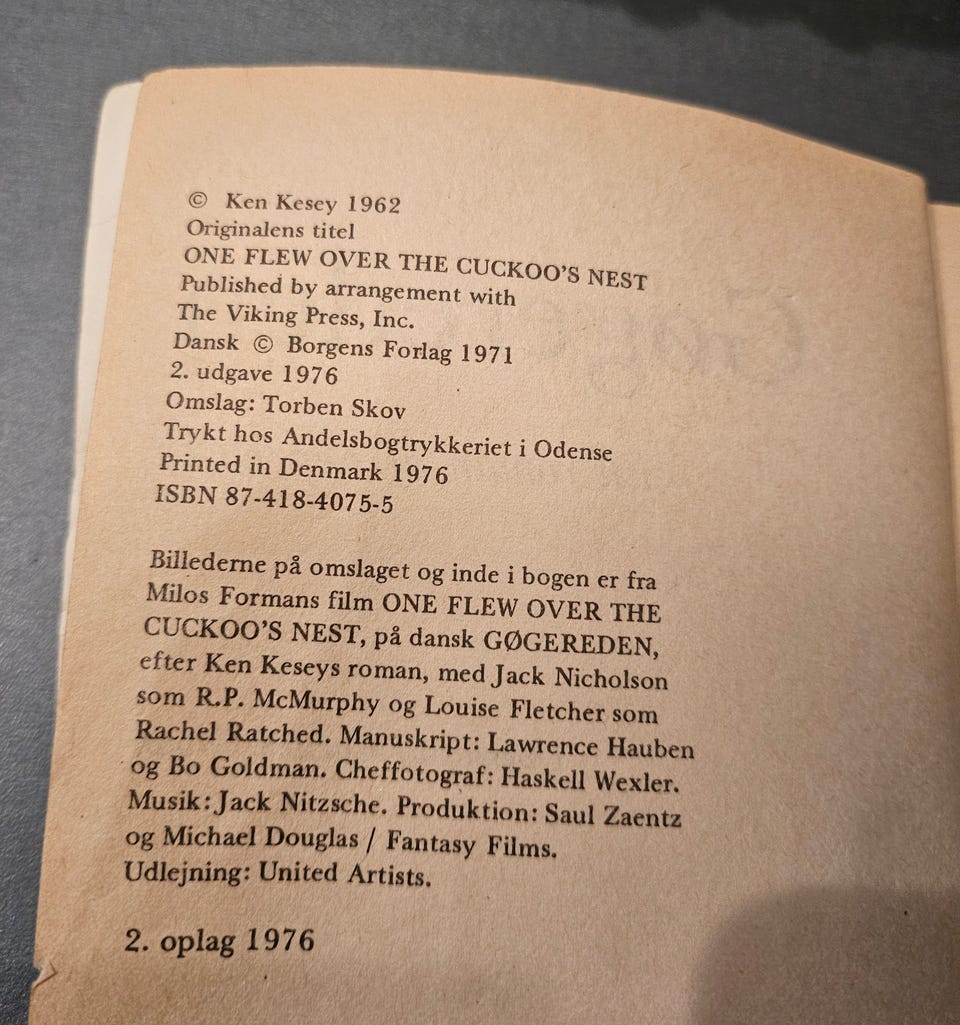 © Ken Kesey 1962
Originalens titel
ONE FLEW OVER THE CUCKOO'S NEST
Published by arrangement with
The Viking Press, Inc.
Dansk © Borgens Forlag 1971
2. udgave 1976
Omslag: Torben Skov
Trykt hos Andelsbogtrykkeriet i Odense
Printed in Denmark 1976
ISBN 87-418-4075-5
Billederne på omslaget og inde i bogen er fra
Milos Formans film ONE FLEW OVER THE
CUCKOO'S NEST, på dansk GØGEREDEN,
efter Ken Keseys roman, med Jack Nicholson
som R.P. McMurphy og Louise Fletcher som
Rachel Ratched. Manuskript: Lawrence Hauben
og Bo Goldman. Cheffotograf: Haskell Wexler.
Musik: Jack Nitzsche. Produktion: Saul Zaentz
og Michael Douglas / Fantasy Films.
Udlejning: United Artists.
2. oplag 1976